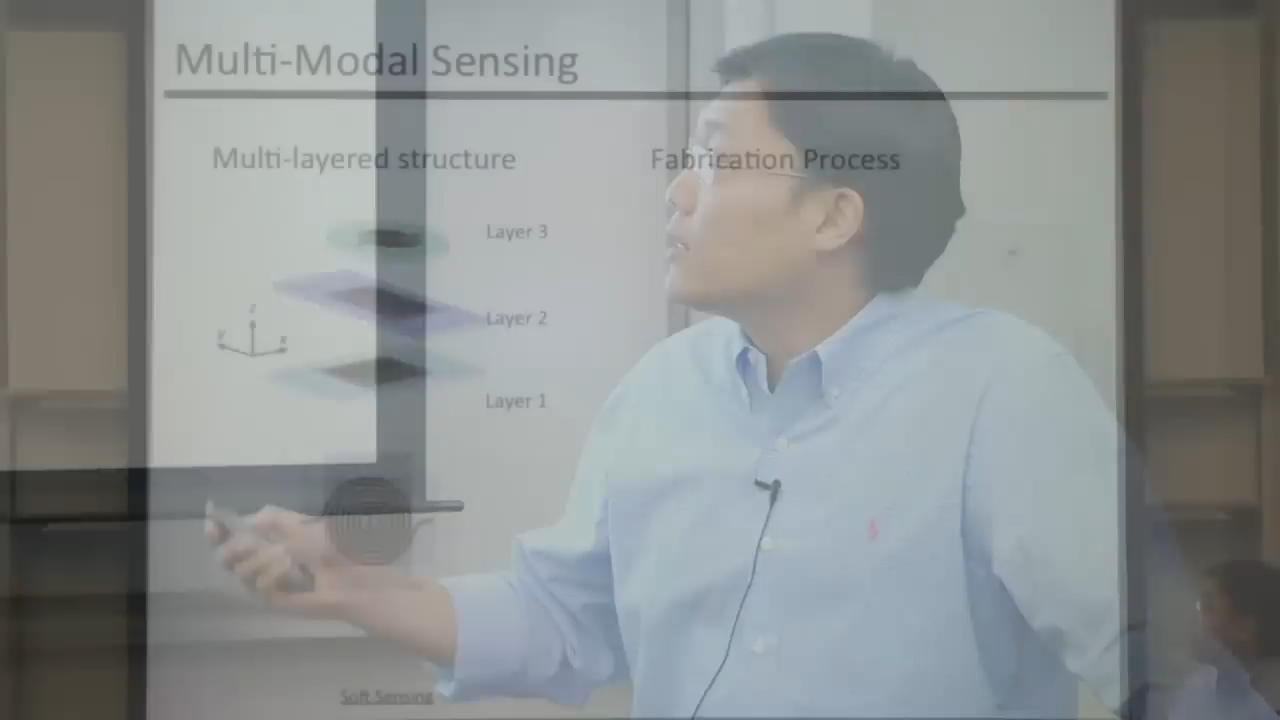 Multi-Modal Sensing
Multi-layered structure
Fabrication Process
Layer 3
Layer 2
Layer 1
z
y
x
Soft Sensing